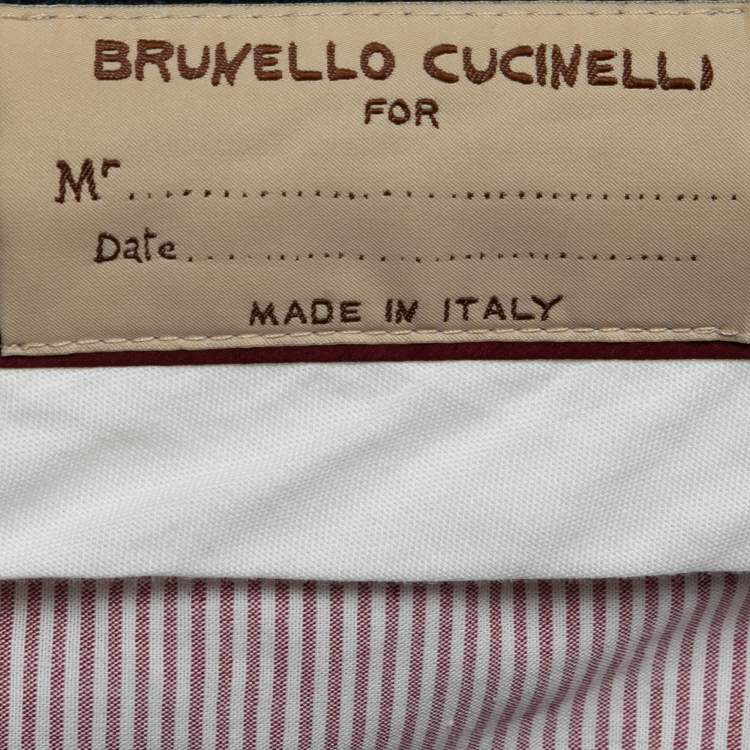 BRUNELLO CUCINELLI
FOR
Mr.............................................
Date.......................................
MADE IN ITALY